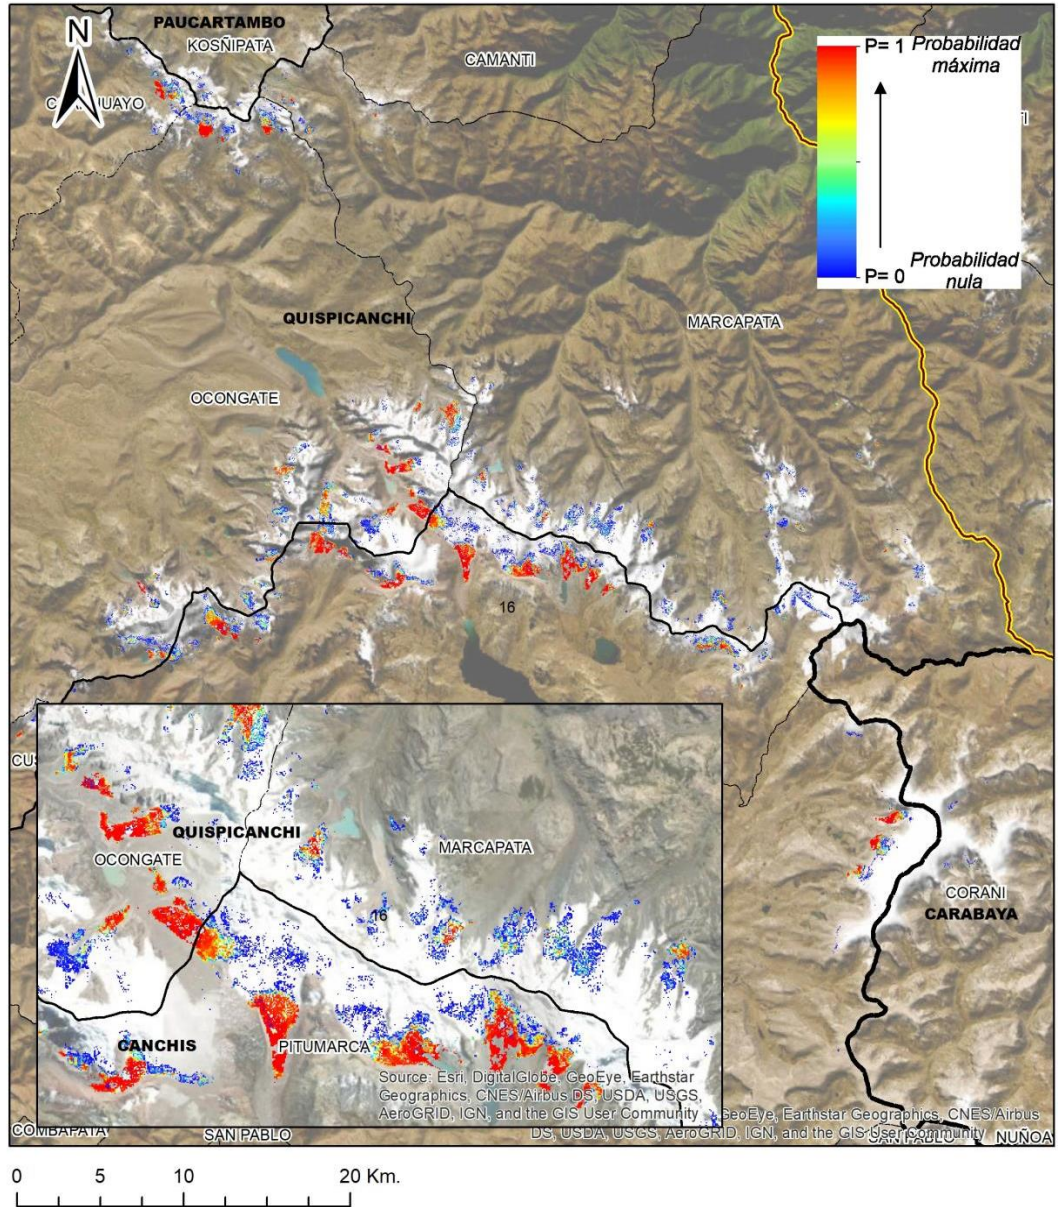 PAUCARTAMBO
KOSÑIPATA
N
CAMANTI
P= 1 Probabilidad
máxima
P= 0 Probabilidad
nula
QUISPICANCHI
MARCAPATA
OCONGATE
16
QUISPICANCHI
OCONGATE
MARCAPATA
16
CANCHIS
PITUMARCA
Source: Esri, DigitalGlobe, GeoEye, Earthstar
Geographics, CNES/Airbus DS, USDA, USGS,
AeroGRID, IGN, and the GIS User Community
CORANI
CARABAYA
GeoEye, Earthstar Geographics, CNES/Airbus
DS, USDA, USGS, AeroGRID, IGN, and the GIS User Community
COMBAPATA
SAN PABLO
SAN PABLO
NUÑOA
0 5 10 20 Km.